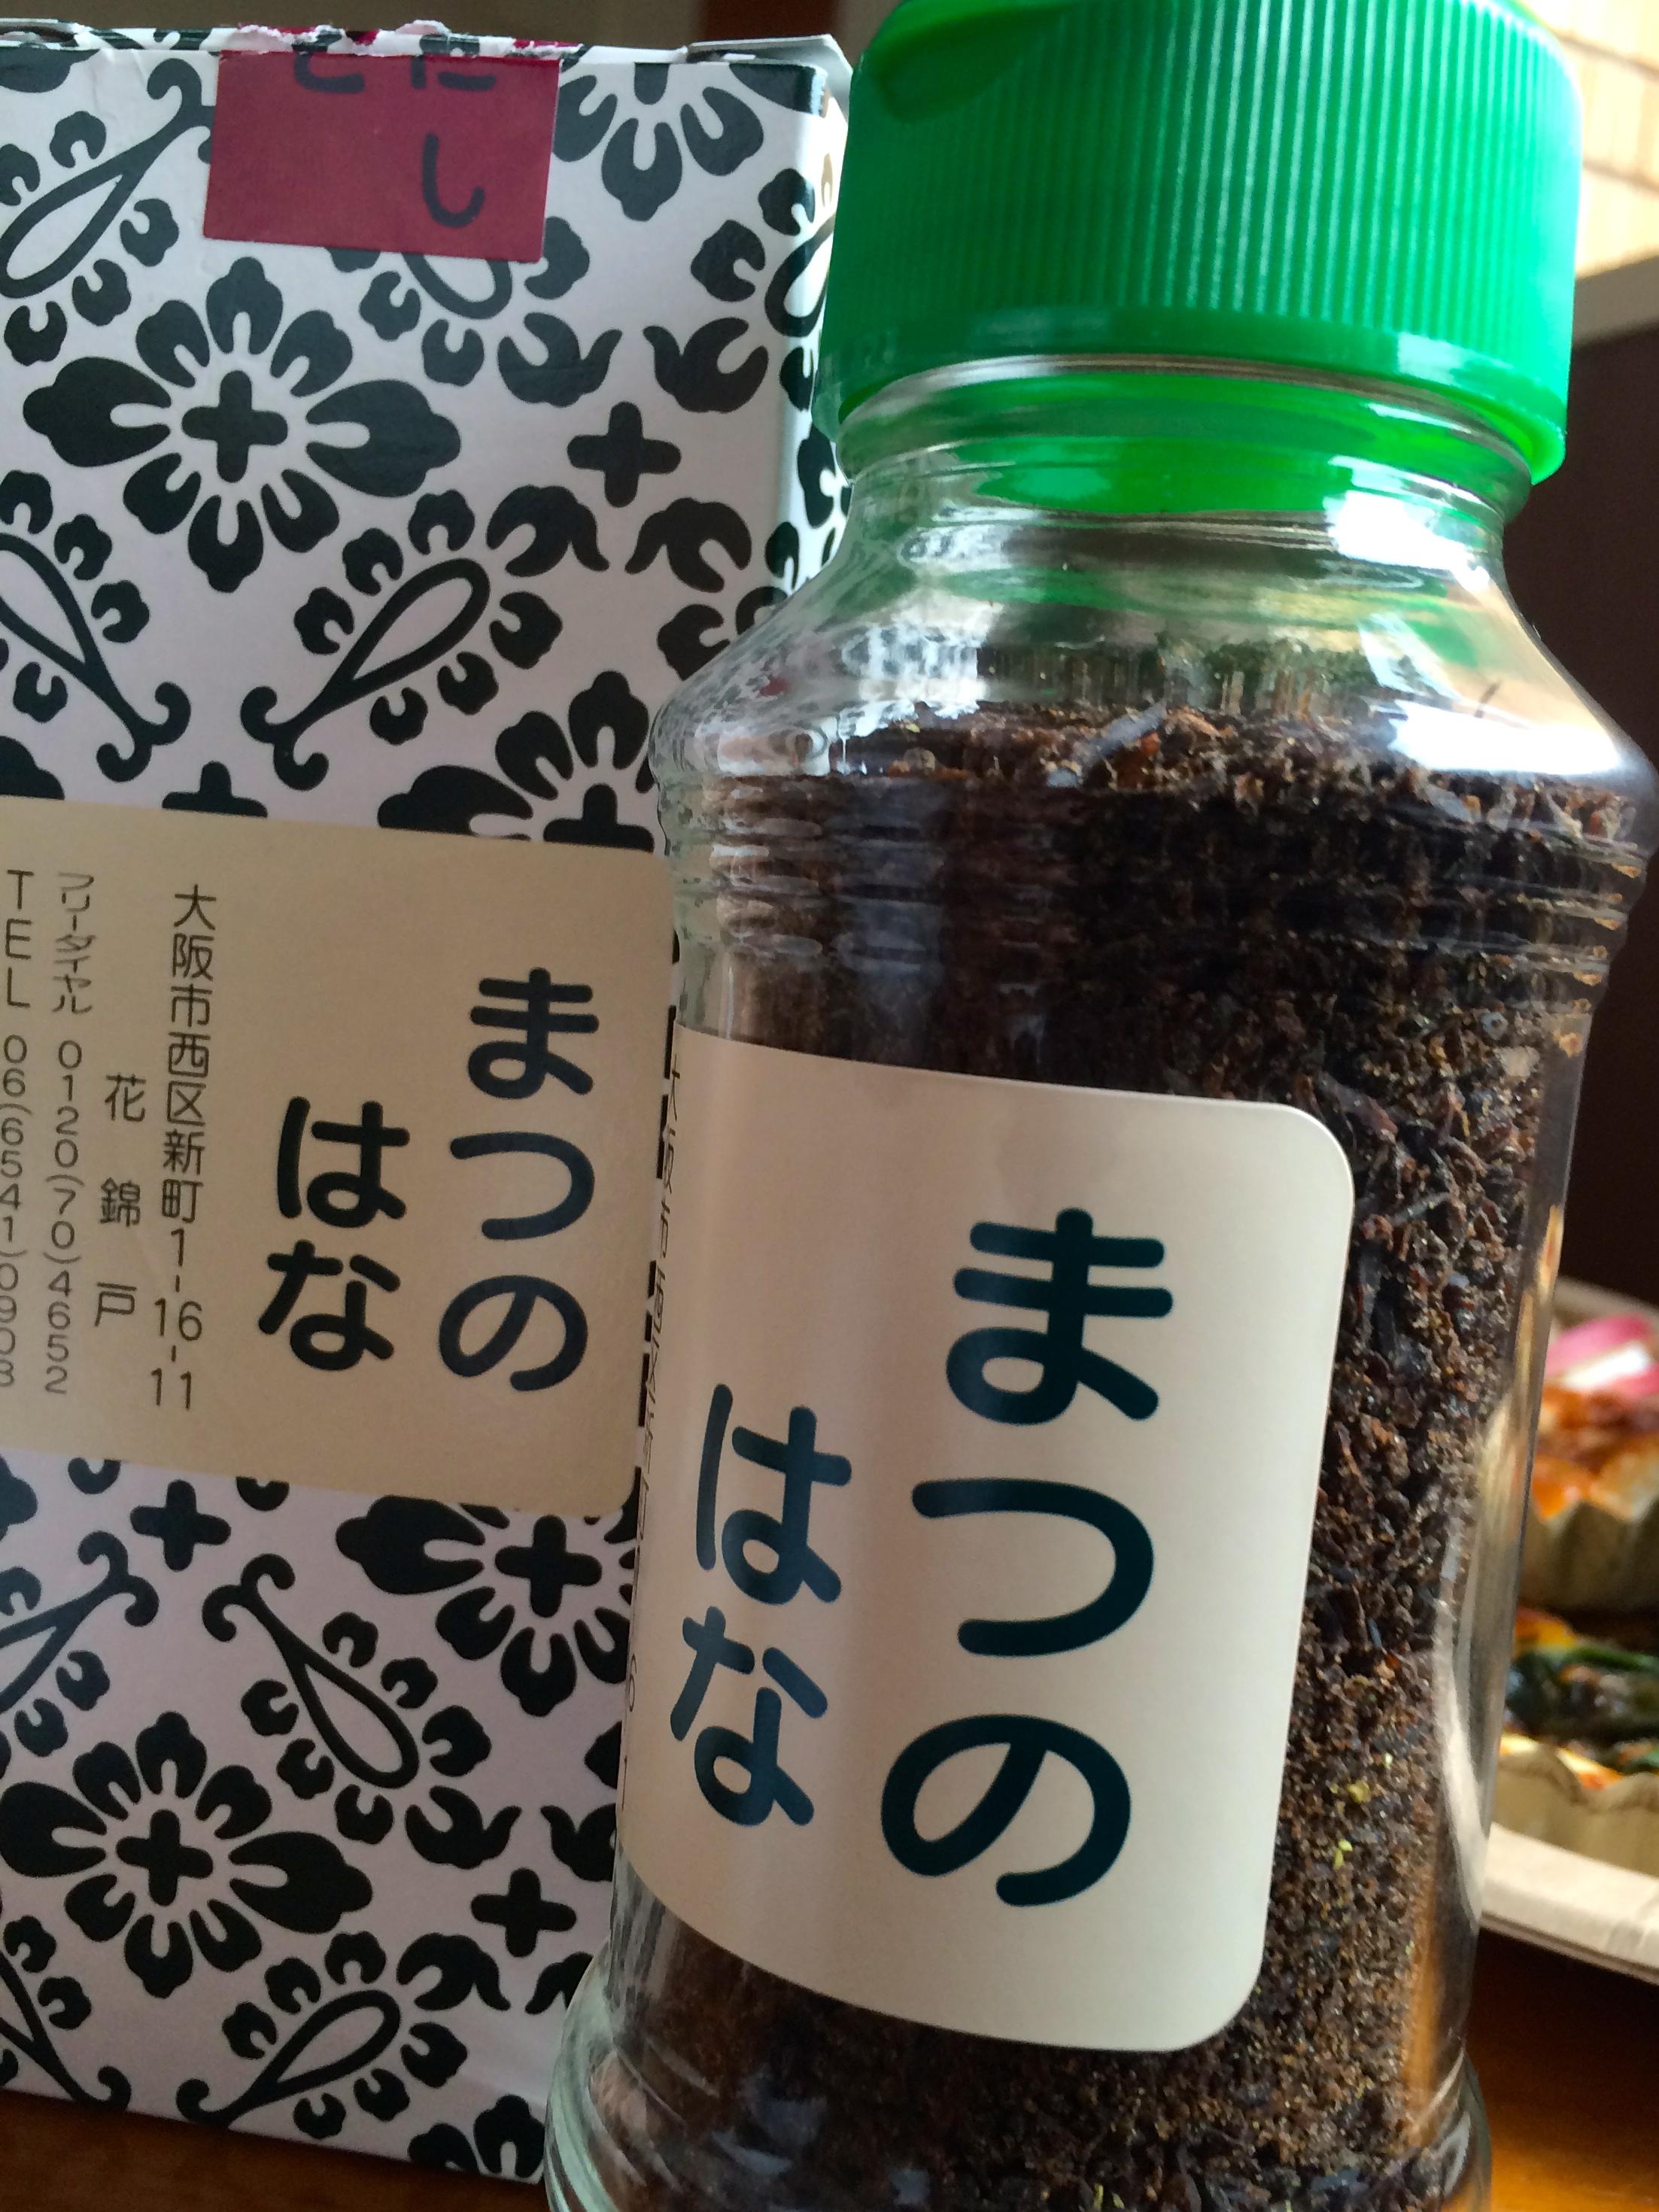 にし
と
まつの
はな
大阪市西区新町1-16-11
花錦戸
フリーダイヤル 0120(70)4652
TEL 06(6541)0908
まつの
はな